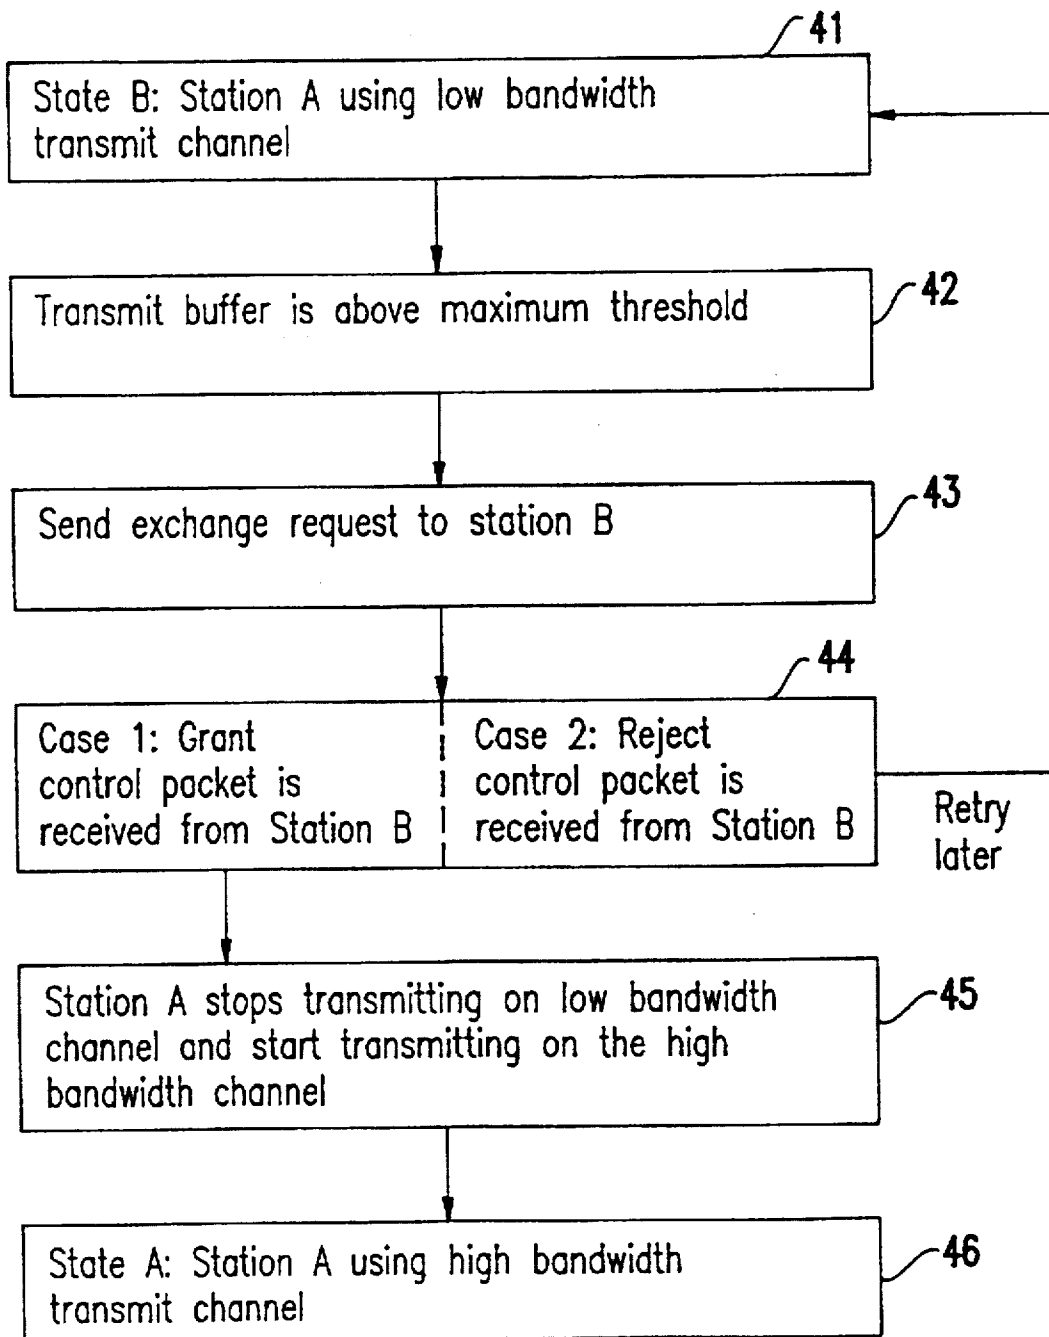 41
State B: Station A using low bandwidth
transmit channel
42
Transmit buffer is above maximum threshold
43
Send exchange request to station B
44
Case 1: Grant
control packet is
received from Station B
Case 2: Reject
control packet is
received from Station B
Retry
later
45
Station A stops transmitting on low bandwidth
channel and start transmitting on the high
bandwidth channel
46
State A: Station A using high bandwidth
transmit channel